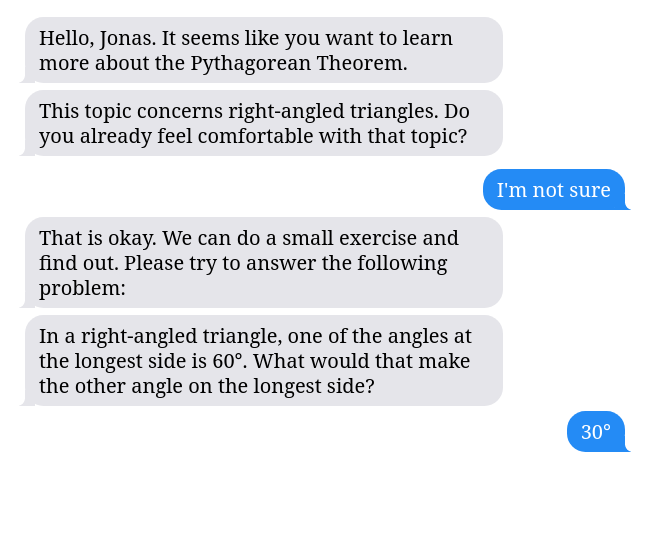 Hello, Jonas. It seems like you want to learn
more about the Pythagorean Theorem.
This topic concerns right-angled triangles. Do
you already feel comfortable with that topic?
I'm not sure
That is okay. We can do a small exercise and
find out. Please try to answer the following
problem:
In a right-angled triangle, one of the angles at
the longest side is 60°. What would that make
the other angle on the longest side?
30°